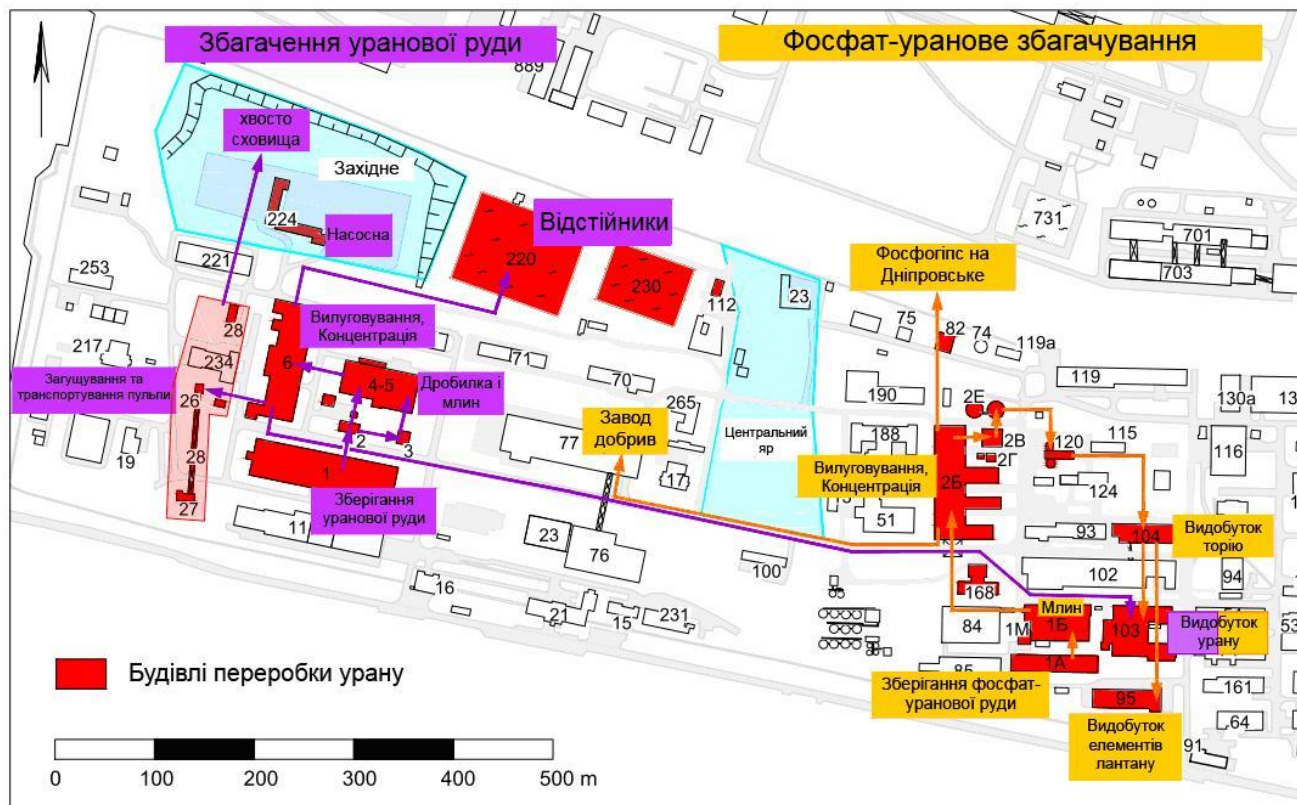 Збагачення уранової руди
Фосфат-уранове збагачування
889
хвосто
сховища
Західне
224
Насосна
Відстійники
220
230
112
23
731
701
703
Фосфогіпс на
Дніпровське
253
221
28
217
234
Вилуговування,
Концентрація
6
4-5
Дробилка і
млин
71
70
75
82
74
119а
119
190
130а
13
Загущування та
транспортування пульпи
26
2
3
265
Завод
добрив
77
Центральний
яр
188
2Е
2В
2Г
120
115
116
19
28
27
1
Зберігання
уранової руди
17
Вилуговування,
Концентрація
2Б
51
124
11
23
76
100
93
104
Видобуток
торію
102
94
16
21
15
231
168
84
1М
Млин
1Б
103
Видобуток
урану
53
85
1А
Зберігання фосфат-
уранової руди
95
161
64
91
Видобуток
елементів
лантану
Будівлі переробки урану
0
100
200
300
400
500 m